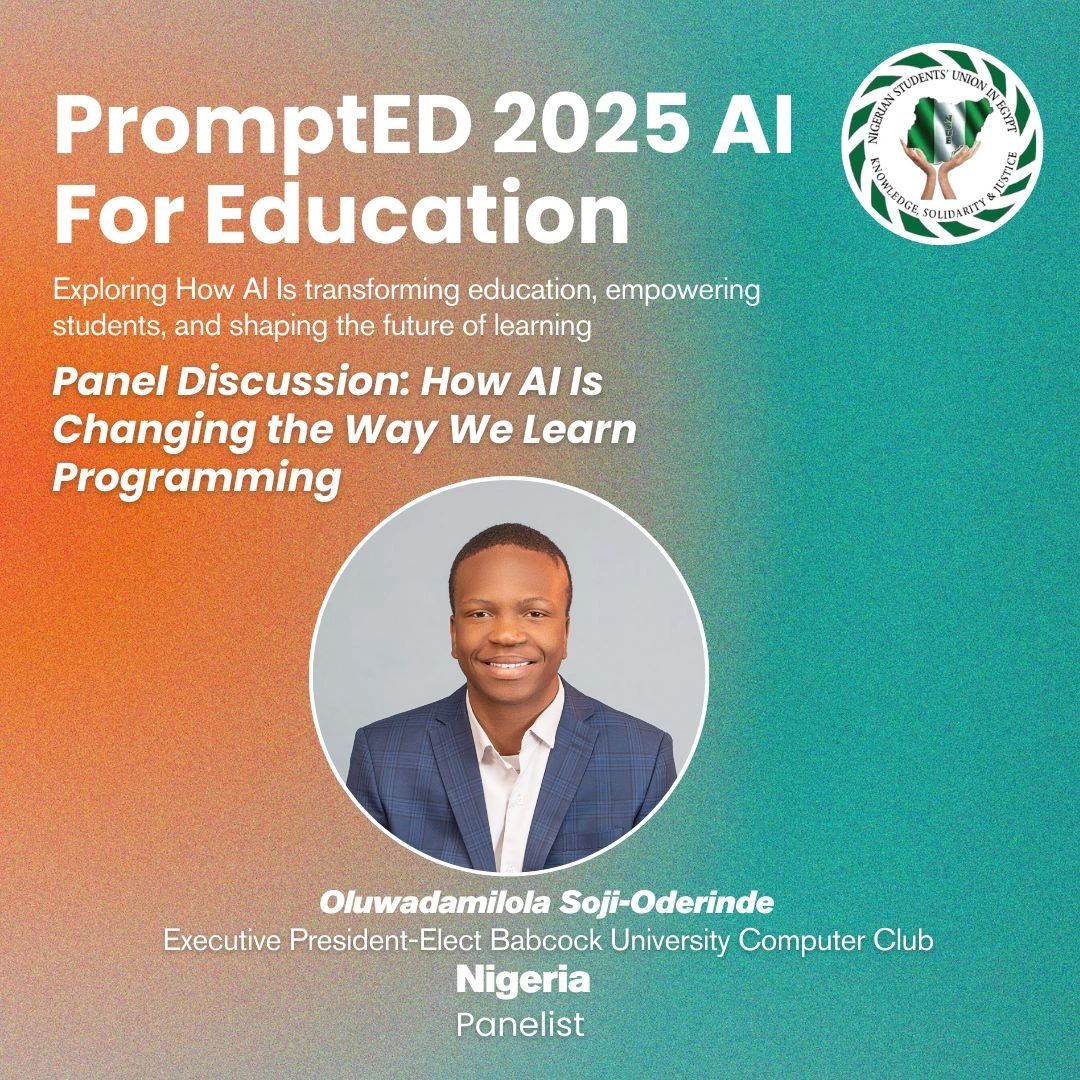 PromptED 2025 AI
For Education
Exploring How AI Is transforming education, empowering
students, and shaping the future of learning
Panel Discussion: How AI Is
Changing the Way We Learn
Programming
NIGERIAN STUDENTS' UNION IN EGYPT
KNOWLEDGE, SOLIDARITY & JUSTICE
Oluwadamilola Soji-Oderinde
Executive President-Elect Babcock University Computer Club
Nigeria
Panelist